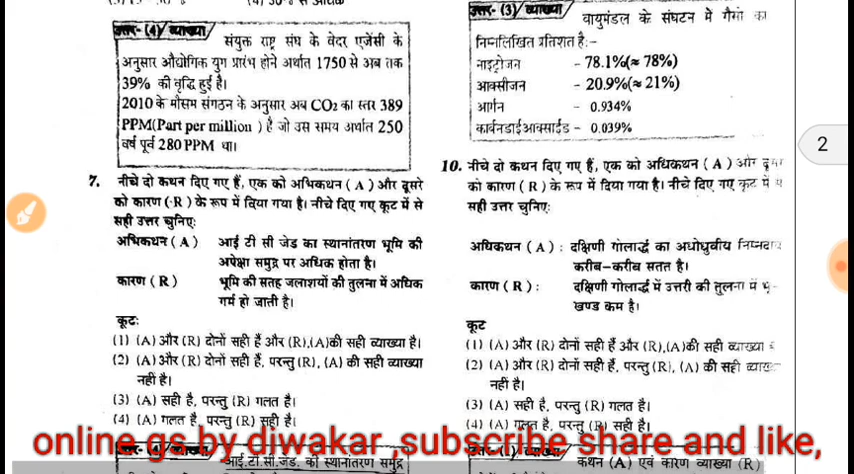 उत्तर- (4) व्याख्या
संयुक्त राष्ट्र संघ के वेदर एजेंसी के
अनुसार औद्योगिक युग प्रारंभ होने अर्थात 1750 से अब तक
39% की वृद्धि हुई है।
2010 के मौसम संगठन के अनुसार अब CO2 का स्तर 389
PPM(Part per million ) है जो उस समय अर्थात 250
वर्ष पूर्व 280 PPM था।
7. नीचे दो कथन दिए गए हैं, एक को अभिकथन ( A ) और दूसरे
को कारण ( R ) के रूप में दिया गया है। नीचे दिए गए कूट में से
सही उत्तर चुनिएः
अभिकथन ( A ) आई टी सी जेड का स्थानांतरण भूमि की
अपेक्षा समुद्र पर अधिक होता है।
कारण ( R ) भूमि की सतह जलाशयों की तुलना में अधिक
गर्म हो जाती है।
कूटः
(1) (A) और (R) दोनों सही हैं और (R),(A)की सही व्याख्या है।
(2) (A) और (R) दोनों सही हैं, परन्तु (R), (A) की सही व्याख्या
नहीं है।
(3) (A) सही है, परन्तु (R) गलत है।
(4) (A) गलत है, परन्तु (R) सही है।
उत्तर- (4) व्याख्या
आई.टी.सी.जेड. का स्थानांतरण समुद्र
उत्तर- (3) व्याख्या
वायुमंडल के संघटन में गैसों का
निम्नलिखित प्रतिशत है:-
नाइट्रोजन - 78.1%(≈ 78%)
आक्सीजन - 20.9%(≈ 21%)
आर्गन - 0.934%
कार्बनडाईआक्साईड - 0.039%
10. नीचे दो कथन दिए गए हैं, एक को अधिकथन ( A ) और
को कारण ( R ) के रूप में दिया गया है। नीचे दिए गए कूट में
सही उत्तर चुनिएः
अधिकथन ( A ) : दक्षिणी गोलार्द्ध का अधोध्रुवीय
करीब-करीब सतत है।
कारण ( R ) : दक्षिणी गोलार्द्ध में उत्तरी की तुलना में
खण्ड कम है।
कूट
(1) (A) और (R) दोनों सही हैं और (R),(A)की सही व्याख्या
(2) (A) और (R) दोनों सही हैं, परन्तु (R), (A) की सही
नहीं है।
(3) (A) सही है, परन्तु (R) गलत है।
(4) (A) गलत है, परन्तु (R) सही है।
उत्तर- (1) व्याख्या
कथन (A) एवं कारण व्याख्या (R)
2
online gs by diwakar ,subscribe share and like,